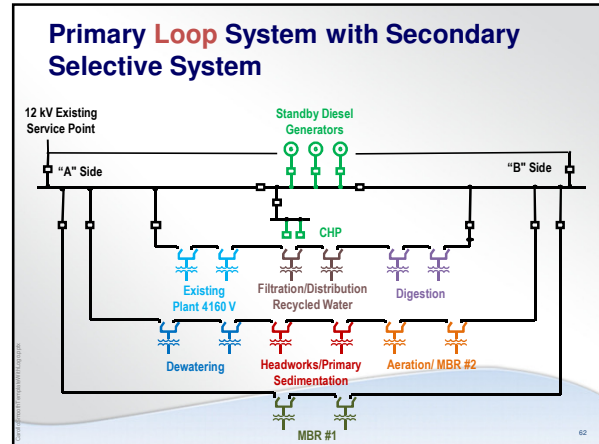 Primary Loop System with Secondary
Selective System
12 kV Existing
Service Point
Standby Diesel
Generators
"A" Side
"B" Side
CHP
Existing
Plant 4160 V
Filtration/Distribution
Recycled Water
Digestion
Dewatering
Headworks/Primary
Sedimentation
Aeration/ MBR #2
MBR #1
62